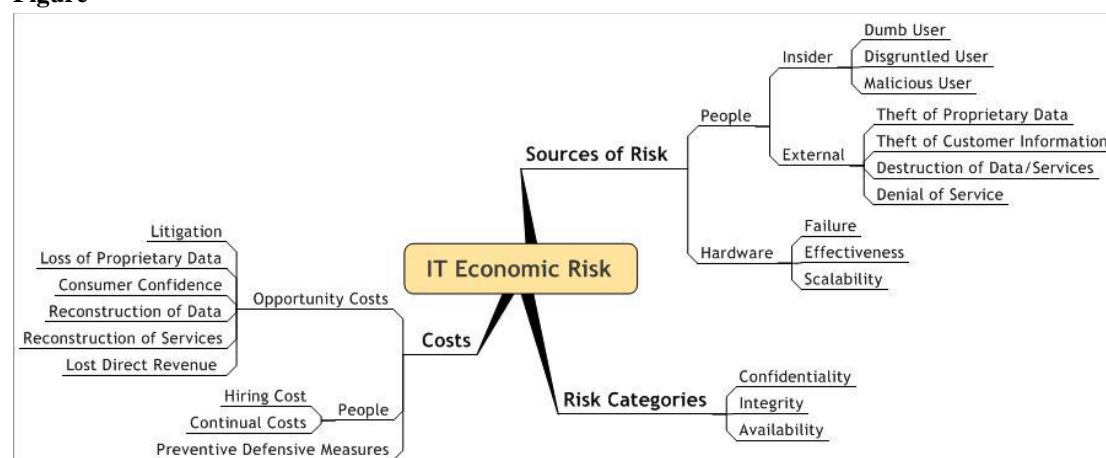 Figure
IT Economic Risk
Sources of Risk
People
Insider
Dumb User
Disgruntled User
Malicious User
External
Theft of Proprietary Data
Theft of Customer Information
Destruction of Data/Services
Denial of Service
Hardware
Failure
Effectiveness
Scalability
Risk Categories
Confidentiality
Integrity
Availability
Costs
Opportunity Costs
Litigation
Loss of Proprietary Data
Consumer Confidence
Reconstruction of Data
Reconstruction of Services
Lost Direct Revenue
People
Hiring Cost
Continual Costs
Preventive Defensive Measures